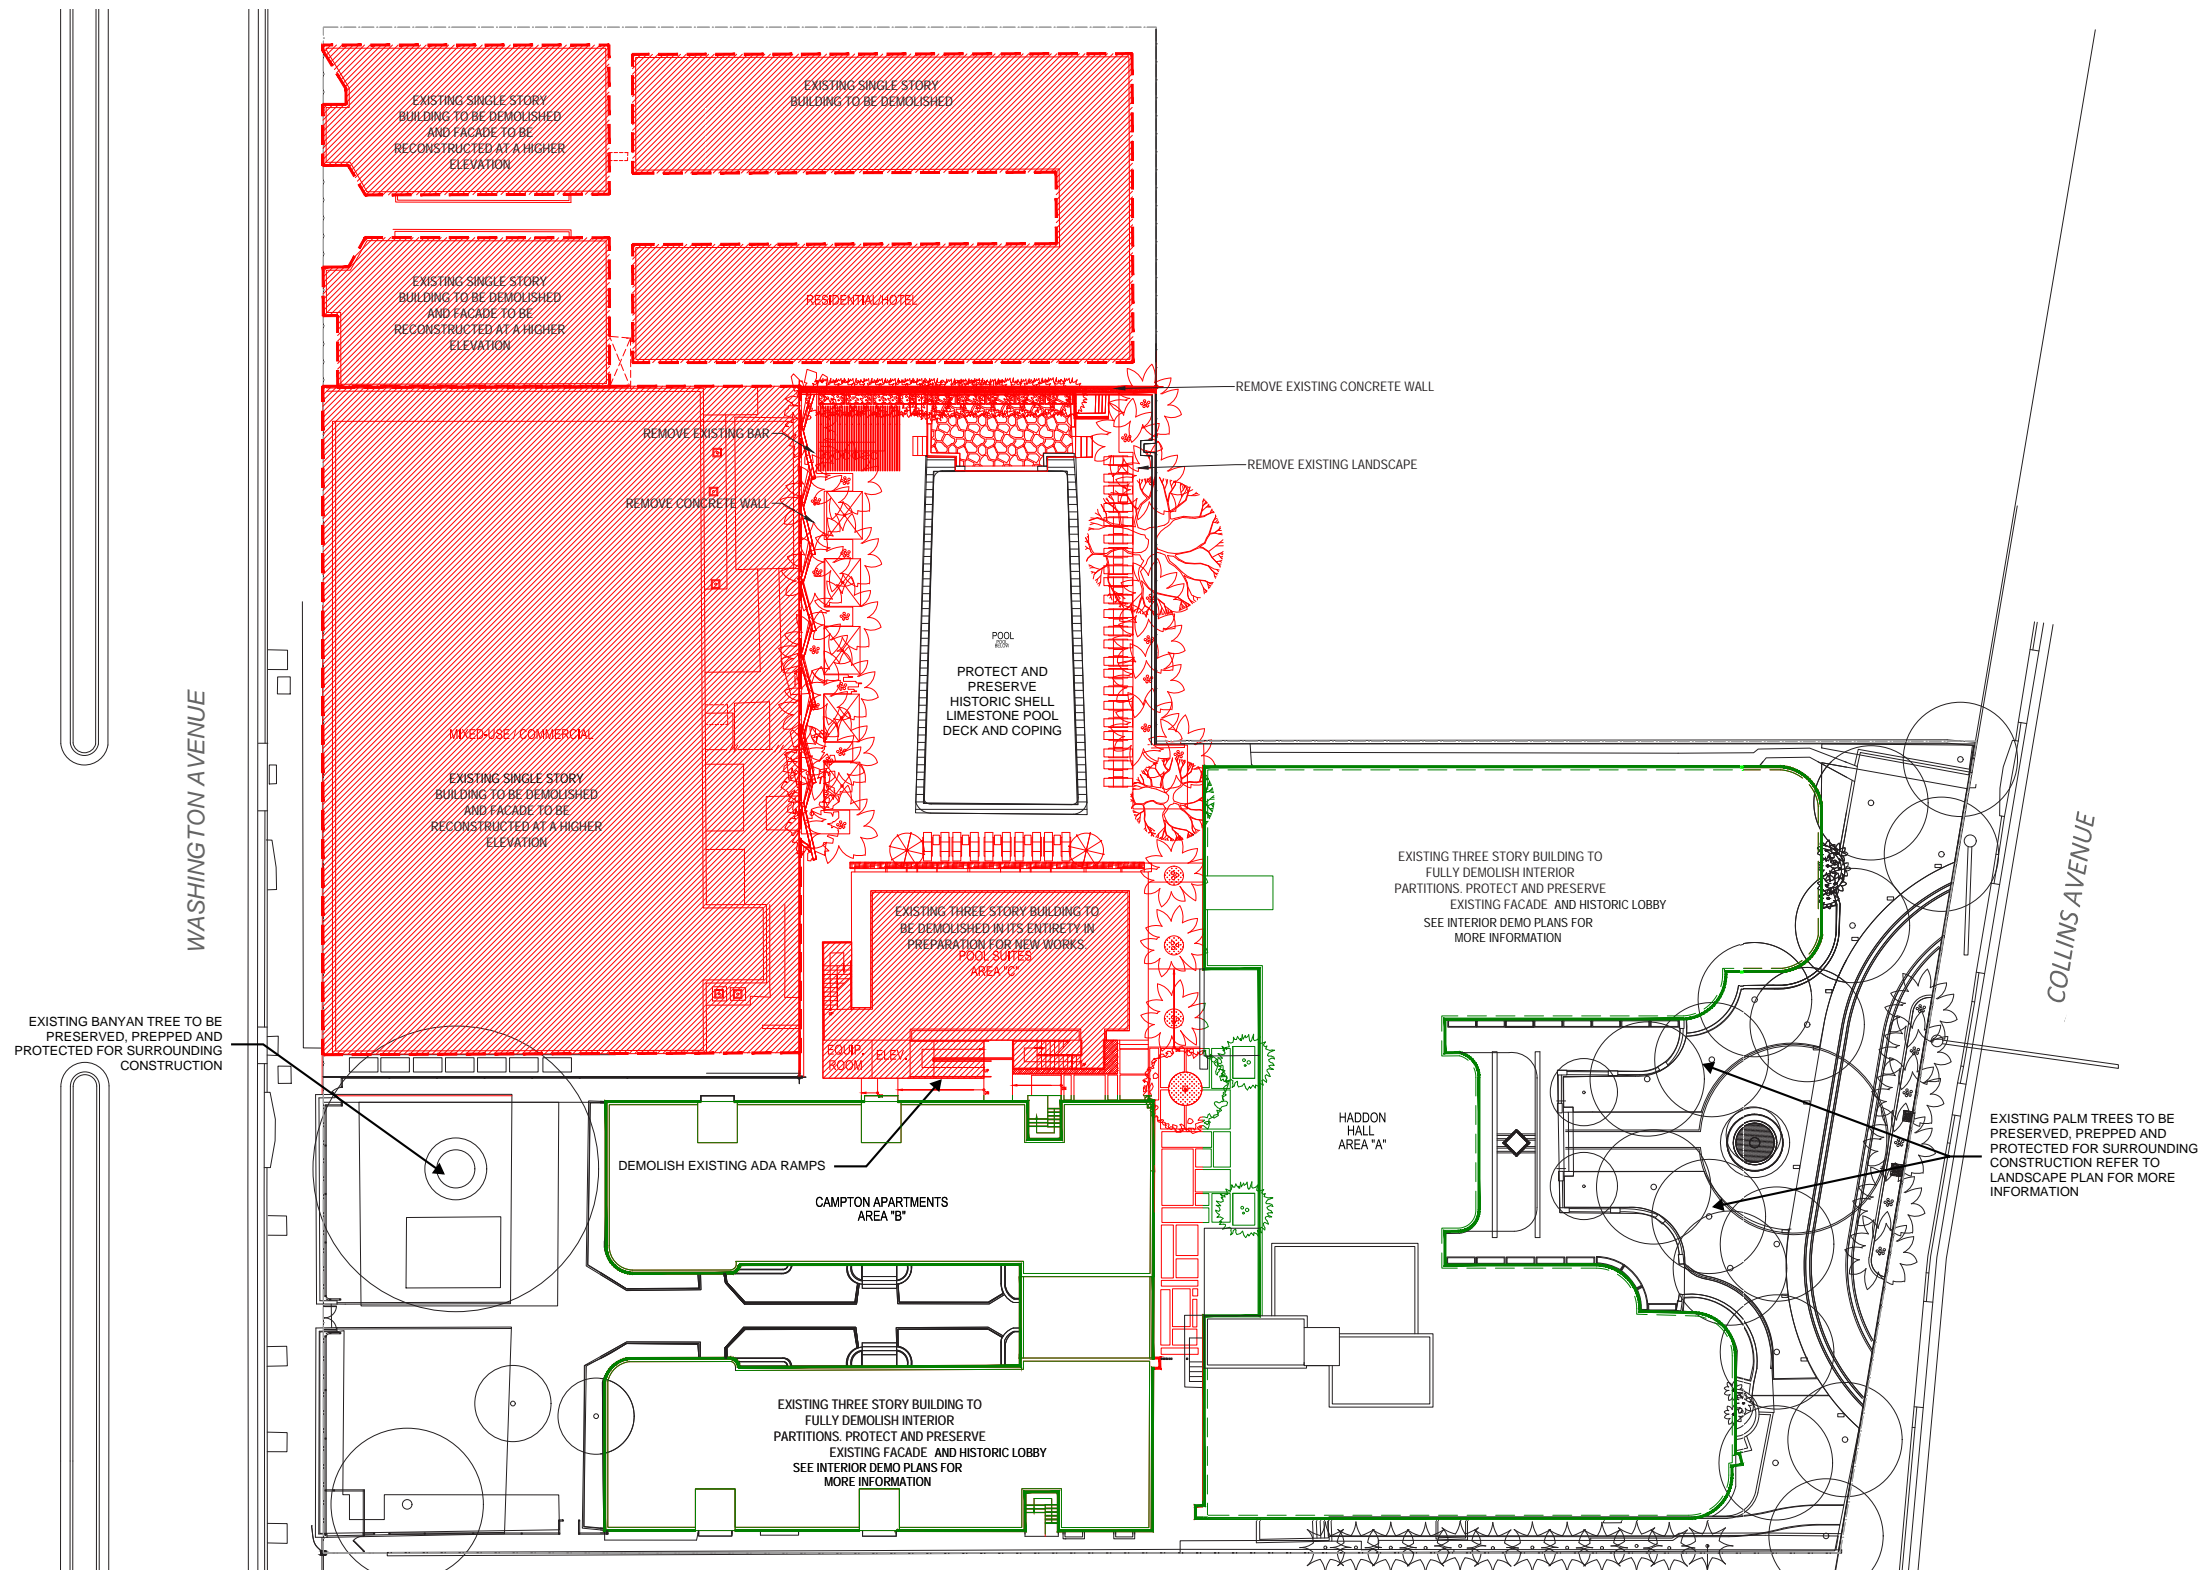 EXISTING SINGLE STORY
BUILDING TO BE DEMOLISHED
AND FACADE TO BE
RECONSTRUCTED AT A HIGHER
ELEVATION
EXISTING SINGLE STORY
BUILDING TO BE DEMOLISHED
EXISTING SINGLE STORY
BUILDING TO BE DEMOLISHED
AND FACADE TO BE
RECONSTRUCTED AT A HIGHER
ELEVATION
RESIDENTIAL/HOTEL
REMOVE EXISTING CONCRETE WALL
REMOVE EXISTING BAR
REMOVE EXISTING LANDSCAPE
REMOVE CONCRETE WALL
POOL
PROTECT AND
PRESERVE
HISTORIC SHELL
LIMESTONE POOL
DECK AND COPING
WASHINGTON AVENUE
MIXED-USE / COMMERCIAL
EXISTING SINGLE STORY
BUILDING TO BE DEMOLISHED
AND FACADE TO BE
RECONSTRUCTED AT A HIGHER
ELEVATION
COLLINS AVENUE
EXISTING THREE STORY BUILDING TO
FULLY DEMOLISH INTERIOR
PARTITIONS. PROTECT AND PRESERVE
EXISTING FACADE AND HISTORIC LOBBY
SEE INTERIOR DEMO PLANS FOR
MORE INFORMATION
EXISTING THREE STORY BUILDING TO
BE DEMOLISHED IN ITS ENTIRETY IN
PREPARATION FOR NEW WORKS.
POOL SUITES
AREA "C"
EXISTING BANYAN TREE TO BE
PRESERVED, PREPPED AND
PROTECTED FOR SURROUNDING
CONSTRUCTION
EQUIP.
ROOM
ELEV.
HADDON
HALL
AREA "A"
EXISTING PALM TREES TO BE
PRESERVED, PREPPED AND
PROTECTED FOR SURROUNDING
CONSTRUCTION REFER TO
LANDSCAPE PLAN FOR MORE
INFORMATION
DEMOLISH EXISTING ADA RAMPS
CAMPTON APARTMENTS
AREA "B"
EXISTING THREE STORY BUILDING TO
FULLY DEMOLISH INTERIOR
PARTITIONS. PROTECT AND PRESERVE
EXISTING FACADE AND HISTORIC LOBBY
SEE INTERIOR DEMO PLANS FOR
MORE INFORMATION